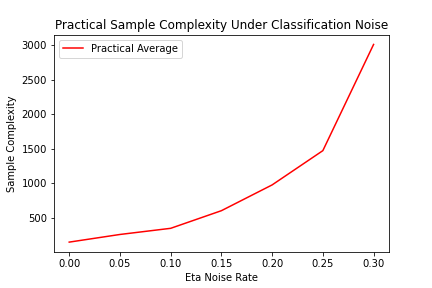 Practical Sample Complexity Under Classification Noise
Practical Average
Sample Complexity
3000
2500
2000
1500
1000
500
0.00 0.05 0.10 0.15 0.20 0.25 0.30
Eta Noise Rate